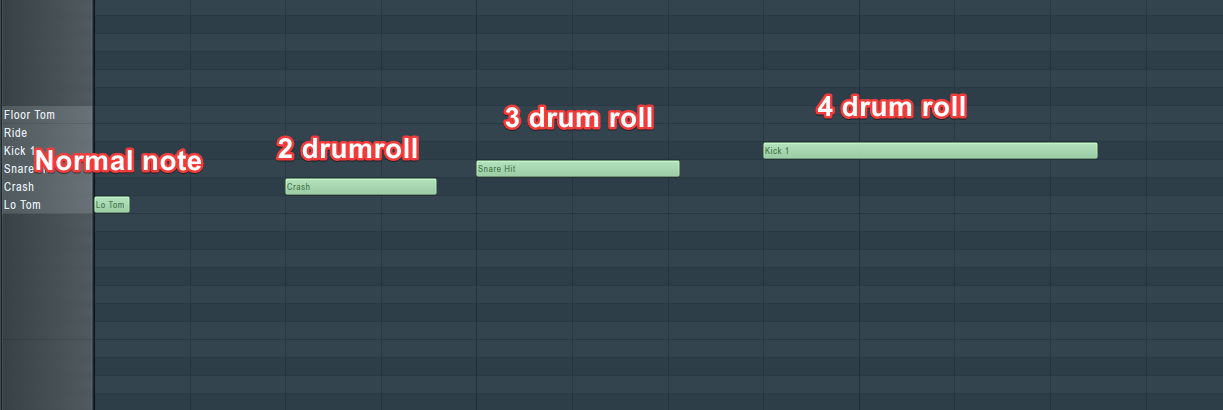 4 drum roll
3 drum roll
Floor Tom
Ride
Kick 1
Kick 1
2 drumroll
Normal note
Snare
Snare Hit
Crash
Crash
Lo Tom
Lo Tom